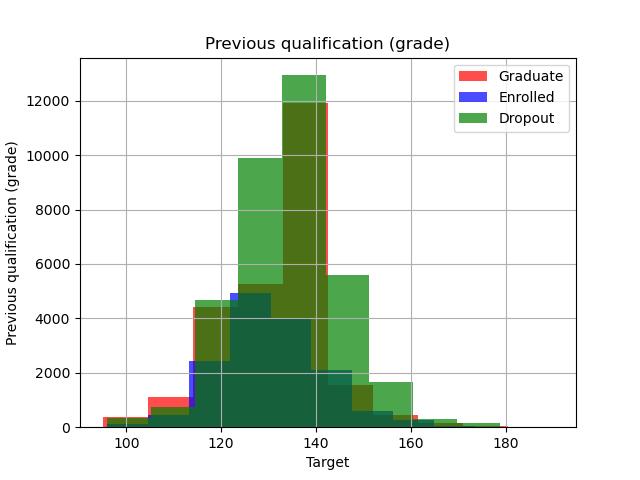 Previous qualification (grade)
Graduate
Enrolled
Dropout
12000
10000
8000
6000
4000
2000
0
Previous qualification (grade)
100
120
140
160
180
Target